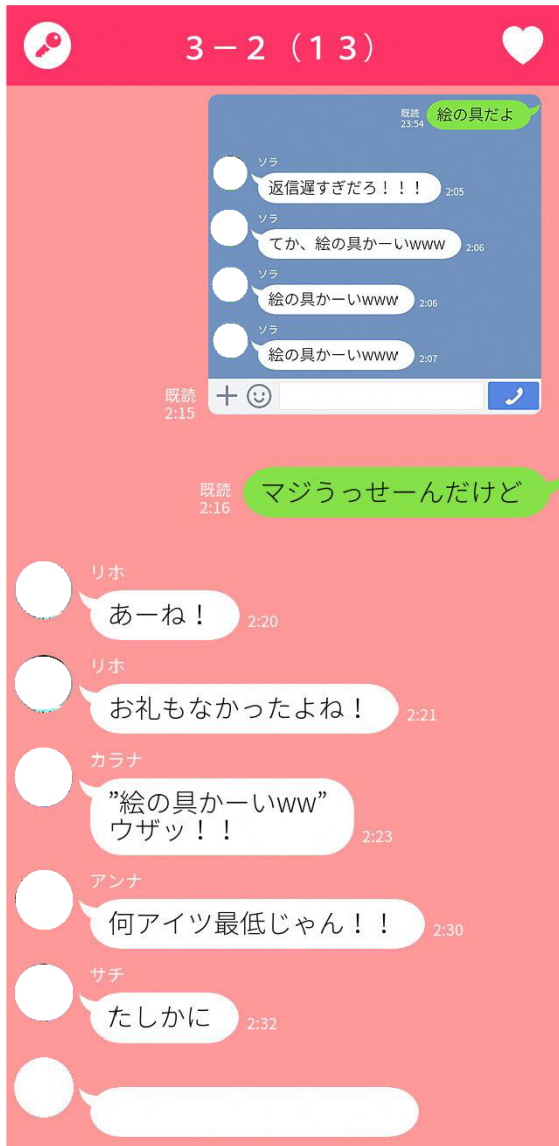 3－2（13）
絵の具だよ
既読
23:54
ソラ
返信遅すぎだろ！！！
2:05
ソラ
てか、絵の具かーいwww
2:06
ソラ
絵の具かーいwww
2:06
ソラ
絵の具かーいwww
2:07
既読
2:15
マジうっせーんだけど
既読
2:16
リホ
あーね！
2:20
リホ
お礼もなかったよね！
2:21
カラナ
”絵の具かーいww”
ウザッ！！
2:23
アンナ
何アイツ最低じゃん！！
2:30
サチ
たしかに
2:32